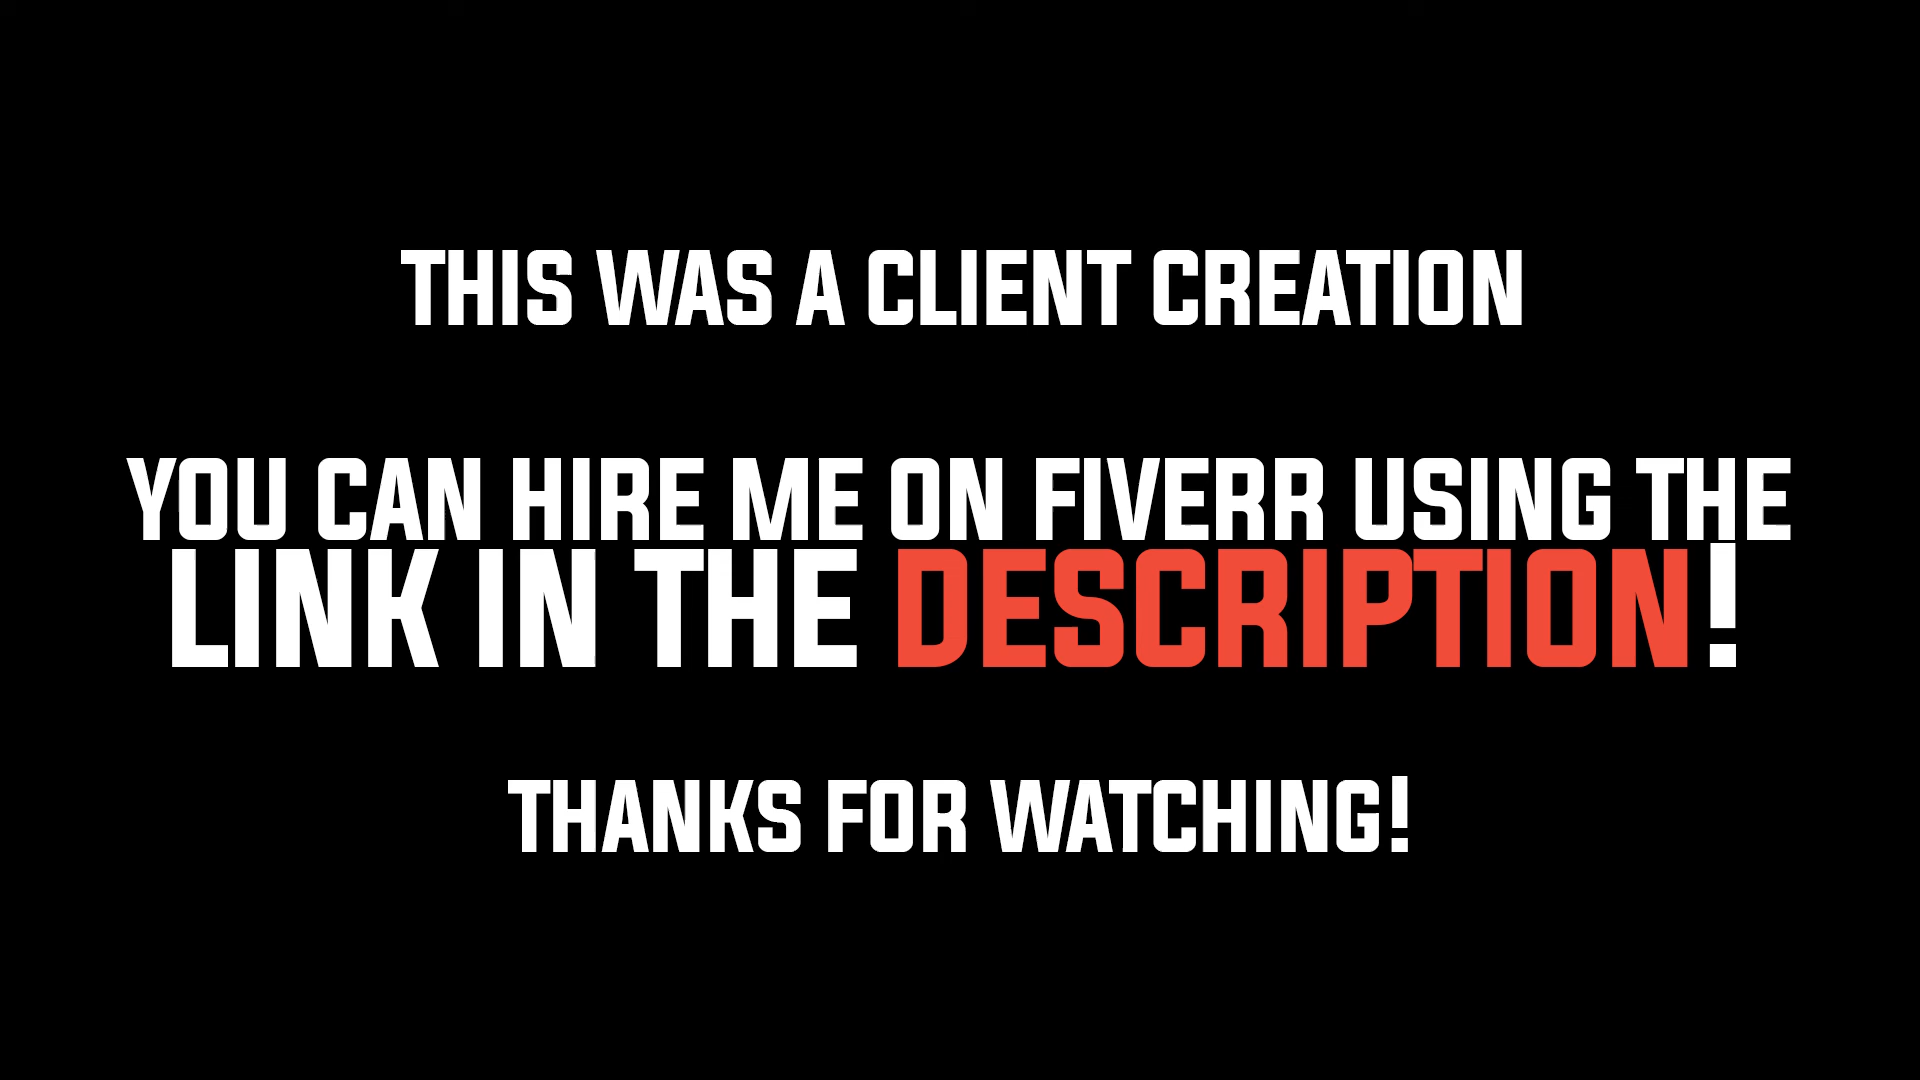 THIS WAS A CLIENT CREATION
YOU CAN HIRE ME ON FIVERR USING THE
LINK IN THE DESCRIPTION!
THANKS FOR WATCHING!